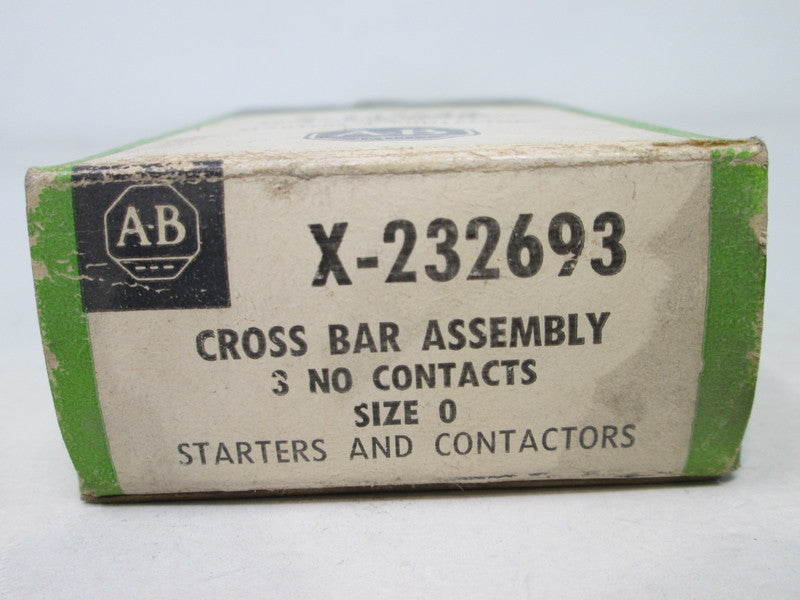 A-B
A-B
X-232693
CROSS BAR ASSEMBLY
3 NO CONTACTS
SIZE 0
STARTERS AND CONTACTORS